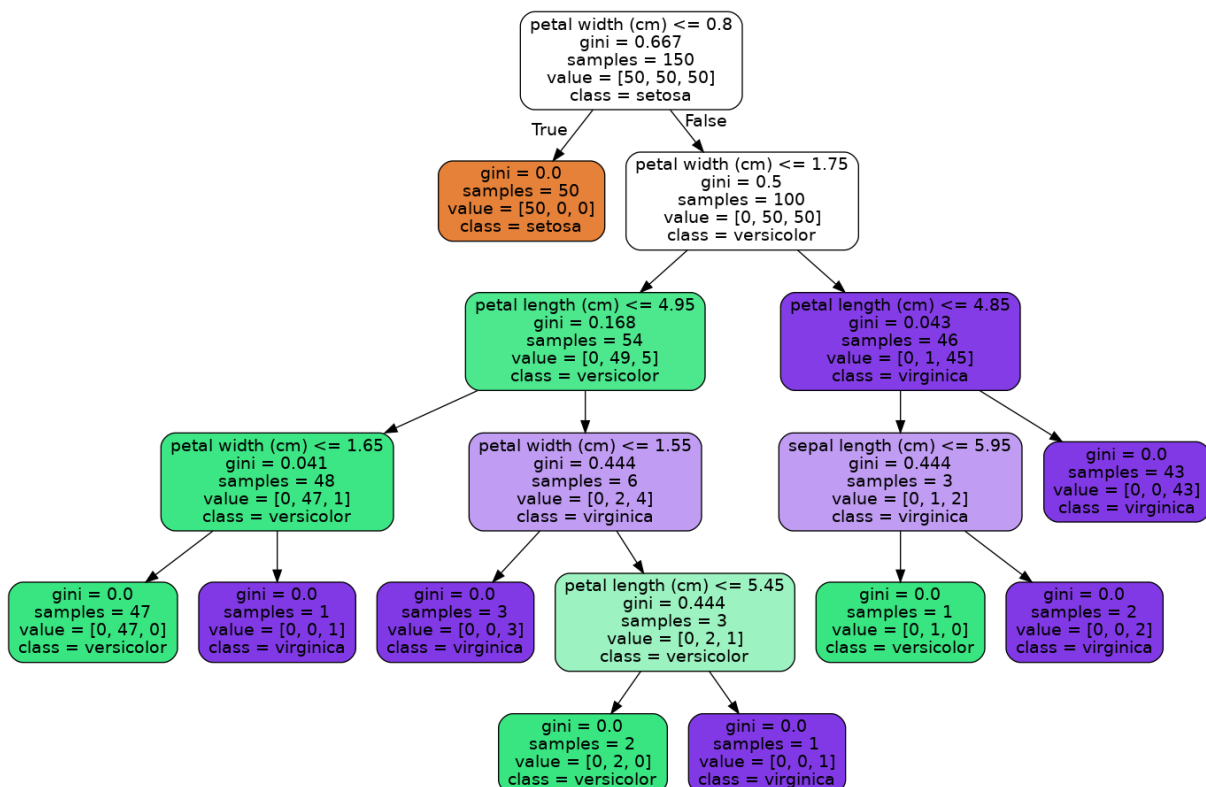 petal width (cm) <= 0.8
gini = 0.667
samples = 150
value = [50, 50, 50]
class = setosa
True
False
gini = 0.0
samples = 50
value = [50, 0, 0]
class = setosa
petal width (cm) <= 1.75
gini = 0.5
samples = 100
value = [0, 50, 50]
class = versicolor
petal length (cm) <= 4.95
gini = 0.168
samples = 54
value = [0, 49, 5]
class = versicolor
petal length (cm) <= 4.85
gini = 0.043
samples = 46
value = [0, 1, 45]
class = virginica
petal width (cm) <= 1.65
gini = 0.041
samples = 48
value = [0, 47, 1]
class = versicolor
petal width (cm) <= 1.55
gini = 0.444
samples = 6
value = [0, 2, 4]
class = virginica
sepal length (cm) <= 5.95
gini = 0.444
samples = 3
value = [0, 1, 2]
class = virginica
gini = 0.0
samples = 43
value = [0, 0, 43]
class = virginica
gini = 0.0
samples = 47
value = [0, 47, 0]
class = versicolor
gini = 0.0
samples = 1
value = [0, 0, 1]
class = virginica
gini = 0.0
samples = 3
value = [0, 0, 3]
class = virginica
petal length (cm) <= 5.45
gini = 0.444
samples = 3
value = [0, 2, 1]
class = versicolor
gini = 0.0
samples = 1
value = [0, 1, 0]
class = versicolor
gini = 0.0
samples = 2
value = [0, 0, 2]
class = virginica
gini = 0.0
samples = 2
value = [0, 2, 0]
class = versicolor
gini = 0.0
samples = 1
value = [0, 0, 1]
class = virginica